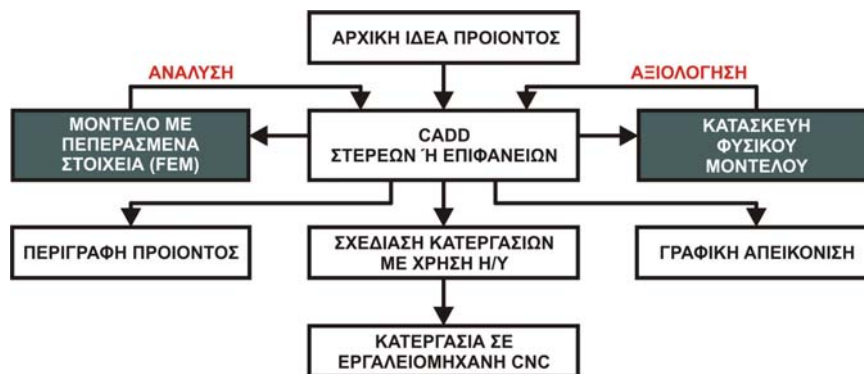 ΑΡΧΙΚΗ ΙΔΕΑ ΠΡΟΙΟΝΤΟΣ
ΑΝΑΛΥΣΗ
ΑΞΙΟΛΟΓΗΣΗ
ΜΟΝΤΕΛΟ ΜΕ
ΠΕΠΕΡΑΣΜΕΝΑ
ΣΤΟΙΧΕΙΑ (FEM)
CADD
ΣΤΕΡΕΩΝ Ή ΕΠΙΦΑΝΕΙΩΝ
ΚΑΤΑΣΚΕΥΗ
ΦΥΣΙΚΟΥ
ΜΟΝΤΕΛΟΥ
ΠΕΡΙΓΡΑΦΗ ΠΡΟΙΟΝΤΟΣ
ΣΧΕΔΙΑΣΗ ΚΑΤΕΡΓΑΣΙΩΝ
ΜΕ ΧΡΗΣΗ Η/Υ
ΓΡΑΦΙΚΗ ΑΠΕΙΚΟΝΙΣΗ
ΚΑΤΕΡΓΑΣΙΑ ΣΕ
ΕΡΓΑΛΕΙΟΜΗΧΑΝΗ CNC